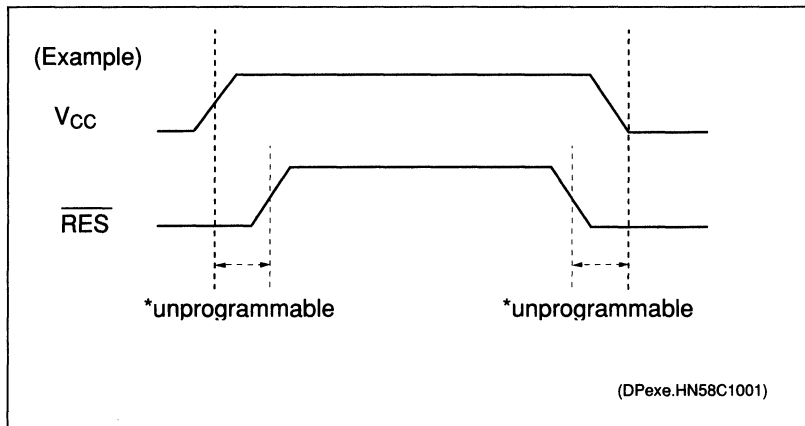 (Example)
VCC
RES
*unprogrammable *unprogrammable
(DPexe.HN58C1001)